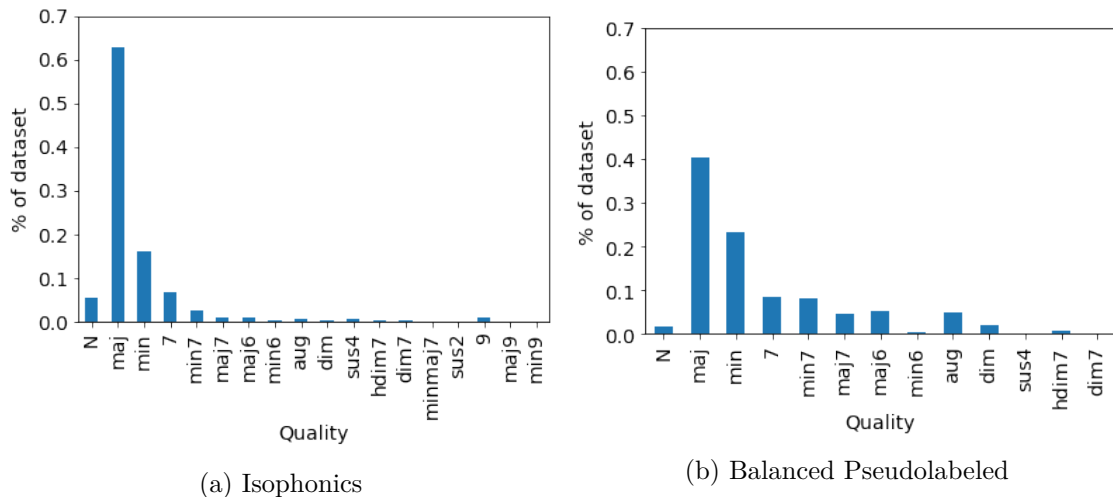 0.7
0.6
0.5
0.4
0.3
0.2
0.1
0.0
% of dataset
N
maj
min
7
min7
maj7
maj6
min6
aug
dim
sus4
hdim7
dim7
minmaj7
sus2
9
maj9
min9
Quality
(a) Isophonics
0.7
0.6
0.5
0.4
0.3
0.2
0.1
0.0
% of dataset
N
maj
min
7
min7
maj7
maj6
min6
aug
dim
sus4
hdim7
dim7
Quality
(b) Balanced Pseudolabeled